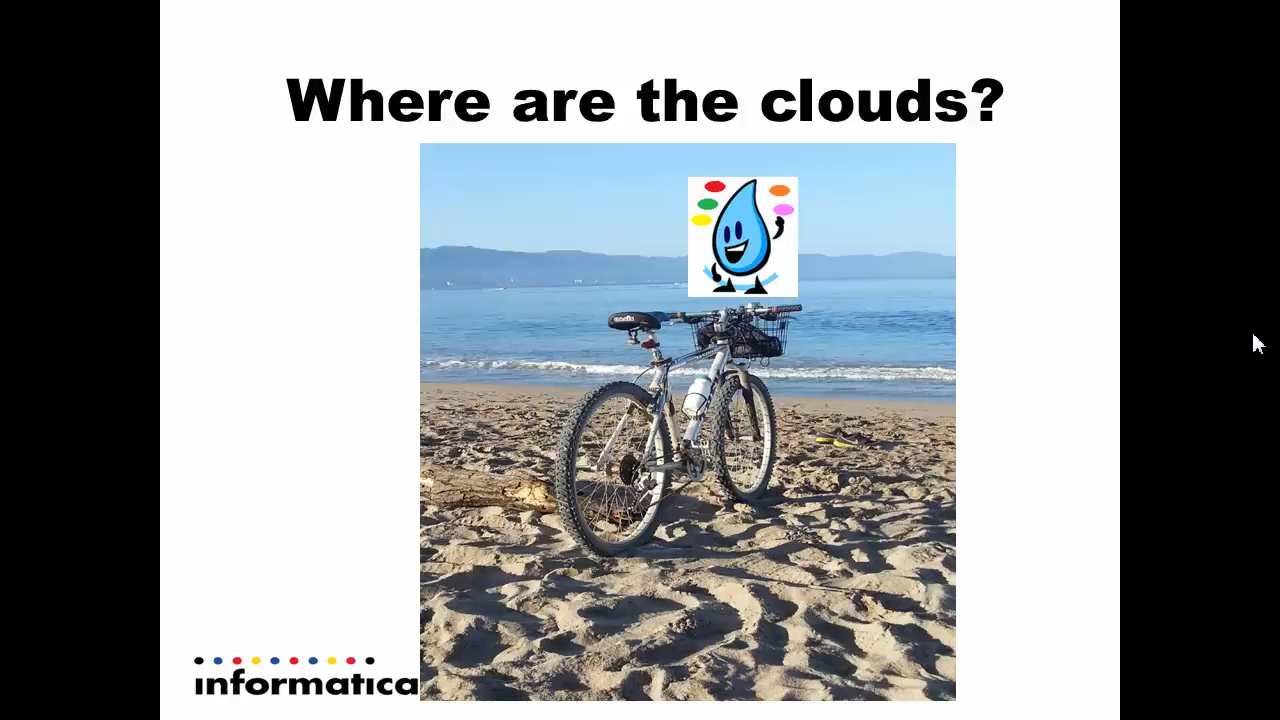 Where are the clouds?
informatica